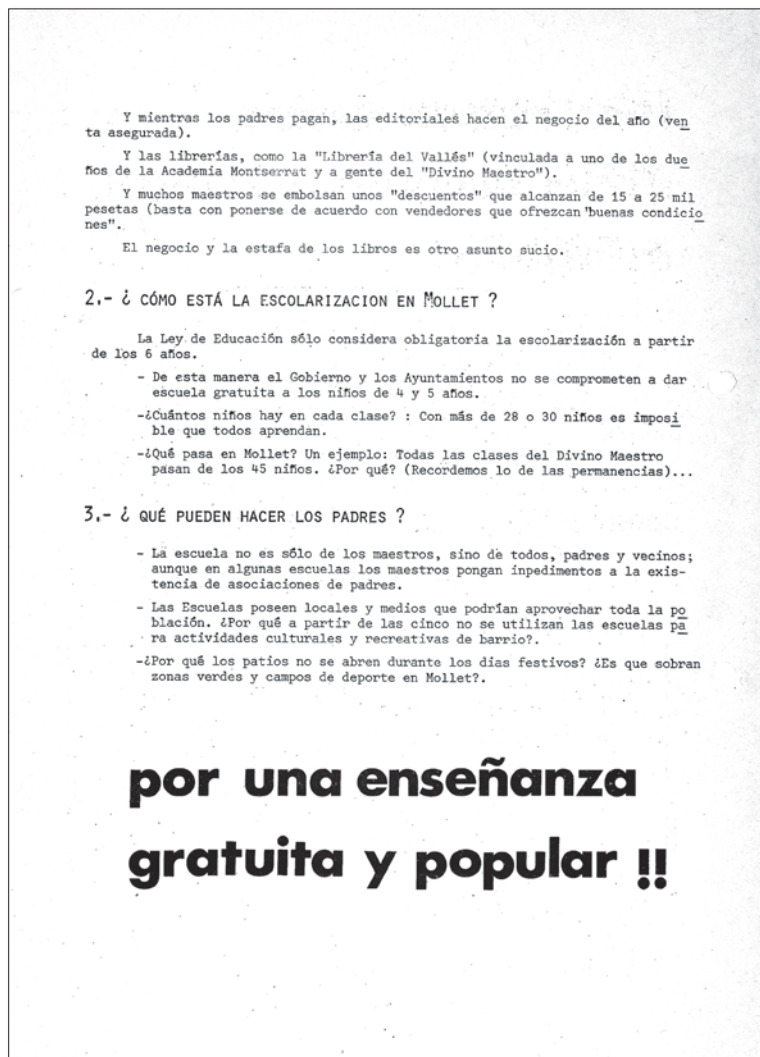 Y mientras los padres pagan, las editoriales hacen el negocio del año (ven
ta asegurada).
Y las librerías, como la "Librería del Vallés" (vinculada a uno de los due
ños de la Academia Montserrat y a gente del "Divino Maestro").
Y muchos maestros se embolsan unos "descuentos" que alcanzan de 15 a 25 mil
pesetas (basta con ponerse de acuerdo con vendedores que ofrezcan "buenas condicio
nes".
El negocio y la estafa de los libros es otro asunto sucio.
2.- ¿ CÓMO ESTÁ LA ESCOLARIZACION EN MOLLET ?
La Ley de Educación sólo considera obligatoria la escolarización a partir
de los 6 años.
- De esta manera el Gobierno y los Ayuntamientos no se comprometen a dar
escuela gratuita a los niños de 4 y 5 años.
-¿Cuántos niños hay en cada clase? : Con más de 28 o 30 niños es imposi
ble que todos aprendan.
-¿Qué pasa en Mollet? Un ejemplo: Todas las clases del Divino Maestro
pasan de los 45 niños. ¿Por qué? (Recordemos lo de las permanencias)...
3.- ¿ QUÉ PUEDEN HACER LOS PADRES ?
- La escuela no es sólo de los maestros, sino de todos, padres y vecinos;
aunque en algunas escuelas los maestros pongan inpedimentos a la exis-
tencia de asociaciones de padres.
- Las Escuelas poseen locales y medios que podrían aprovechar toda la po
blación. ¿Por qué a partir de las cinco no se utilizan las escuelas pa
ra actividades culturales y recreativas de barrio?.
-¿Por qué los patios no se abren durante los dias festivos? ¿Es que sobran
zonas verdes y campos de deporte en Mollet?.
por una enseñanza
gratuita y popular !!